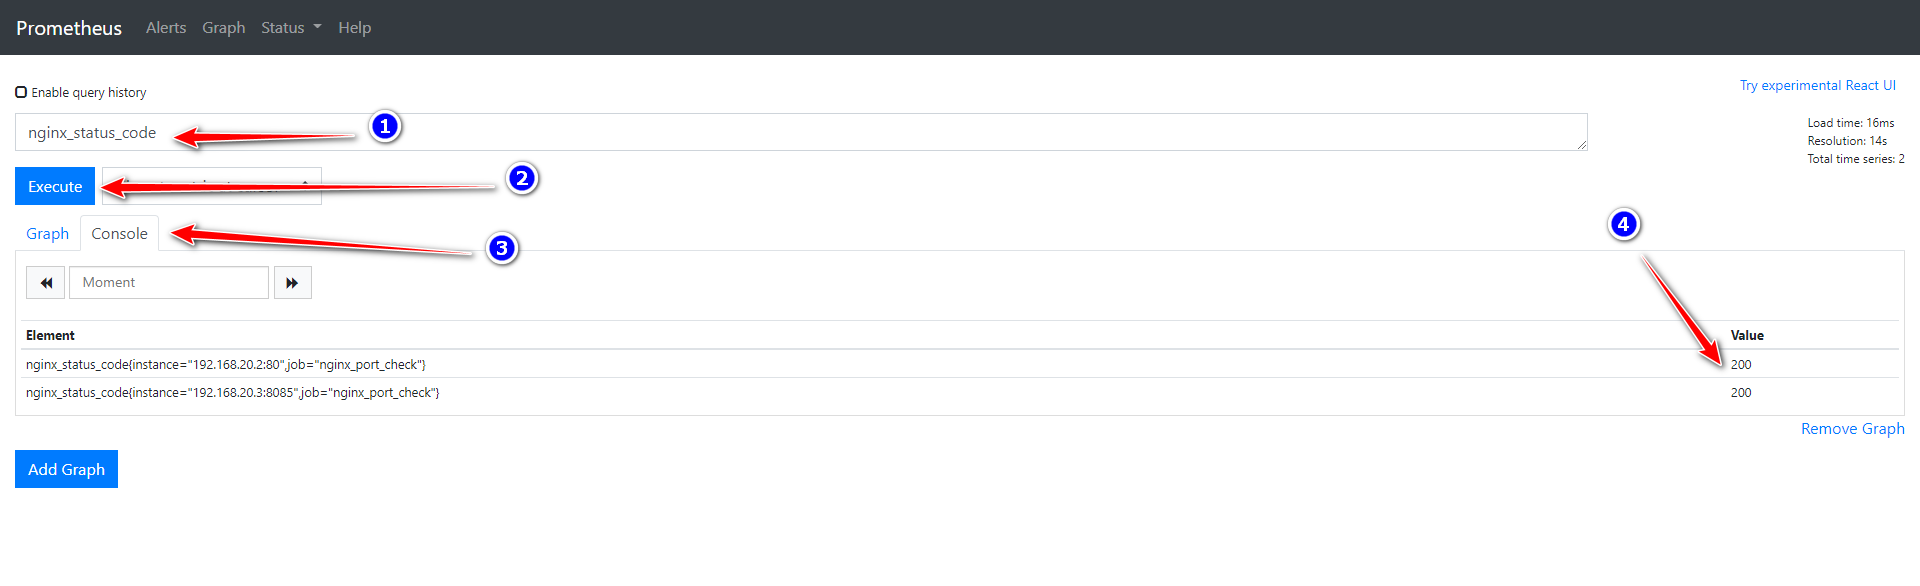 Prometheus Alerts Graph Status Help
Enable query history
Try experimental React UI
nginx_status_code
1
Load time: 16ms
Resolution: 14s
Total time series: 2
Execute
2
Graph Console
3
4
Moment
Element Value
nginx_status_code{instance="192.168.20.2:80",job="nginx_port_check"} 200
nginx_status_code{instance="192.168.20.3:8085",job="nginx_port_check"} 200
Remove Graph
Add Graph